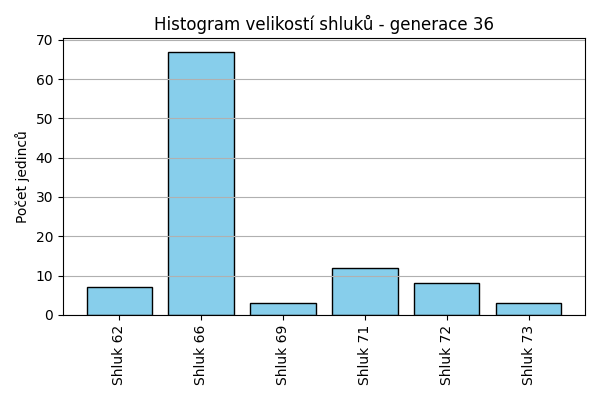 Histogram velikostí shluků - generace 36
Počet jedinců
70
60
50
40
30
20
10
0
Shluk 62
Shluk 66
Shluk 69
Shluk 71
Shluk 72
Shluk 73